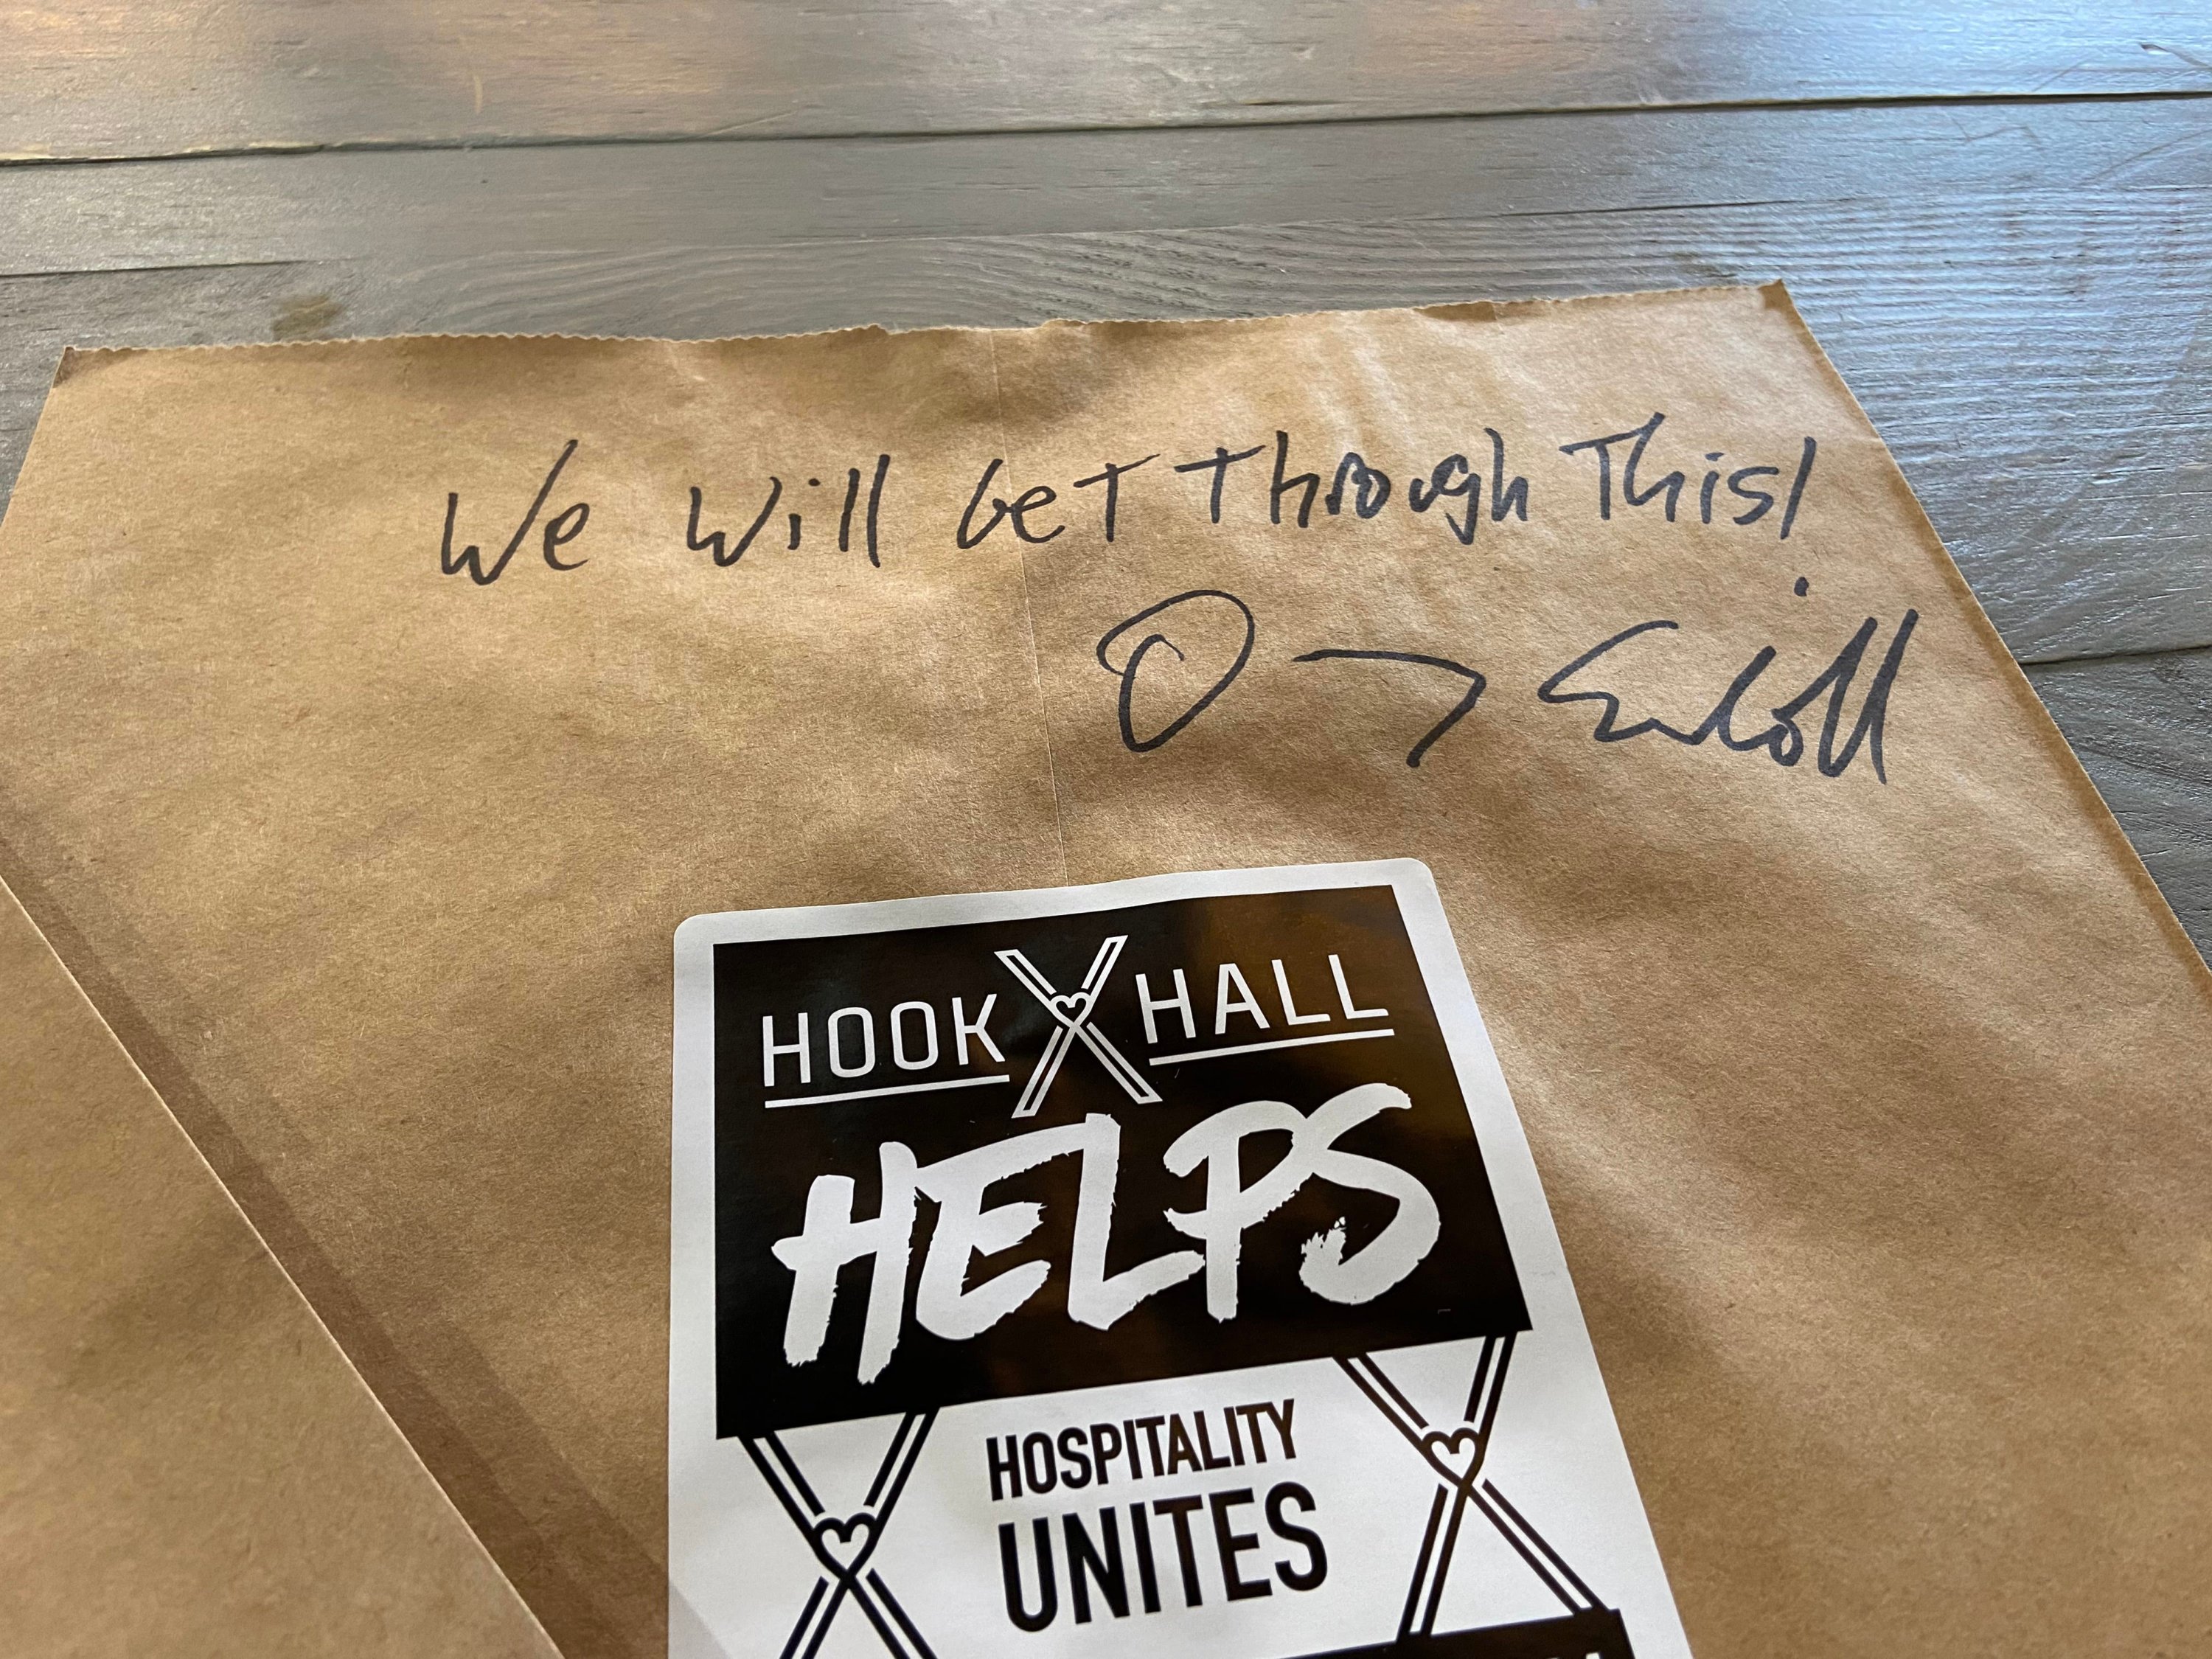 We Will Get Through This!
HOOK HALL
HELPS
HOSPITALITY
UNITES